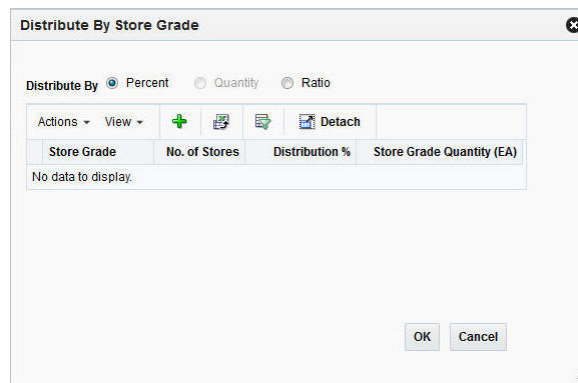 Distribute By Store Grade
Distribute By Percent Quantity Ratio
Actions View Detach
Store Grade No. of Stores Distribution % Store Grade Quantity (EA)
No data to display.
OK Cancel